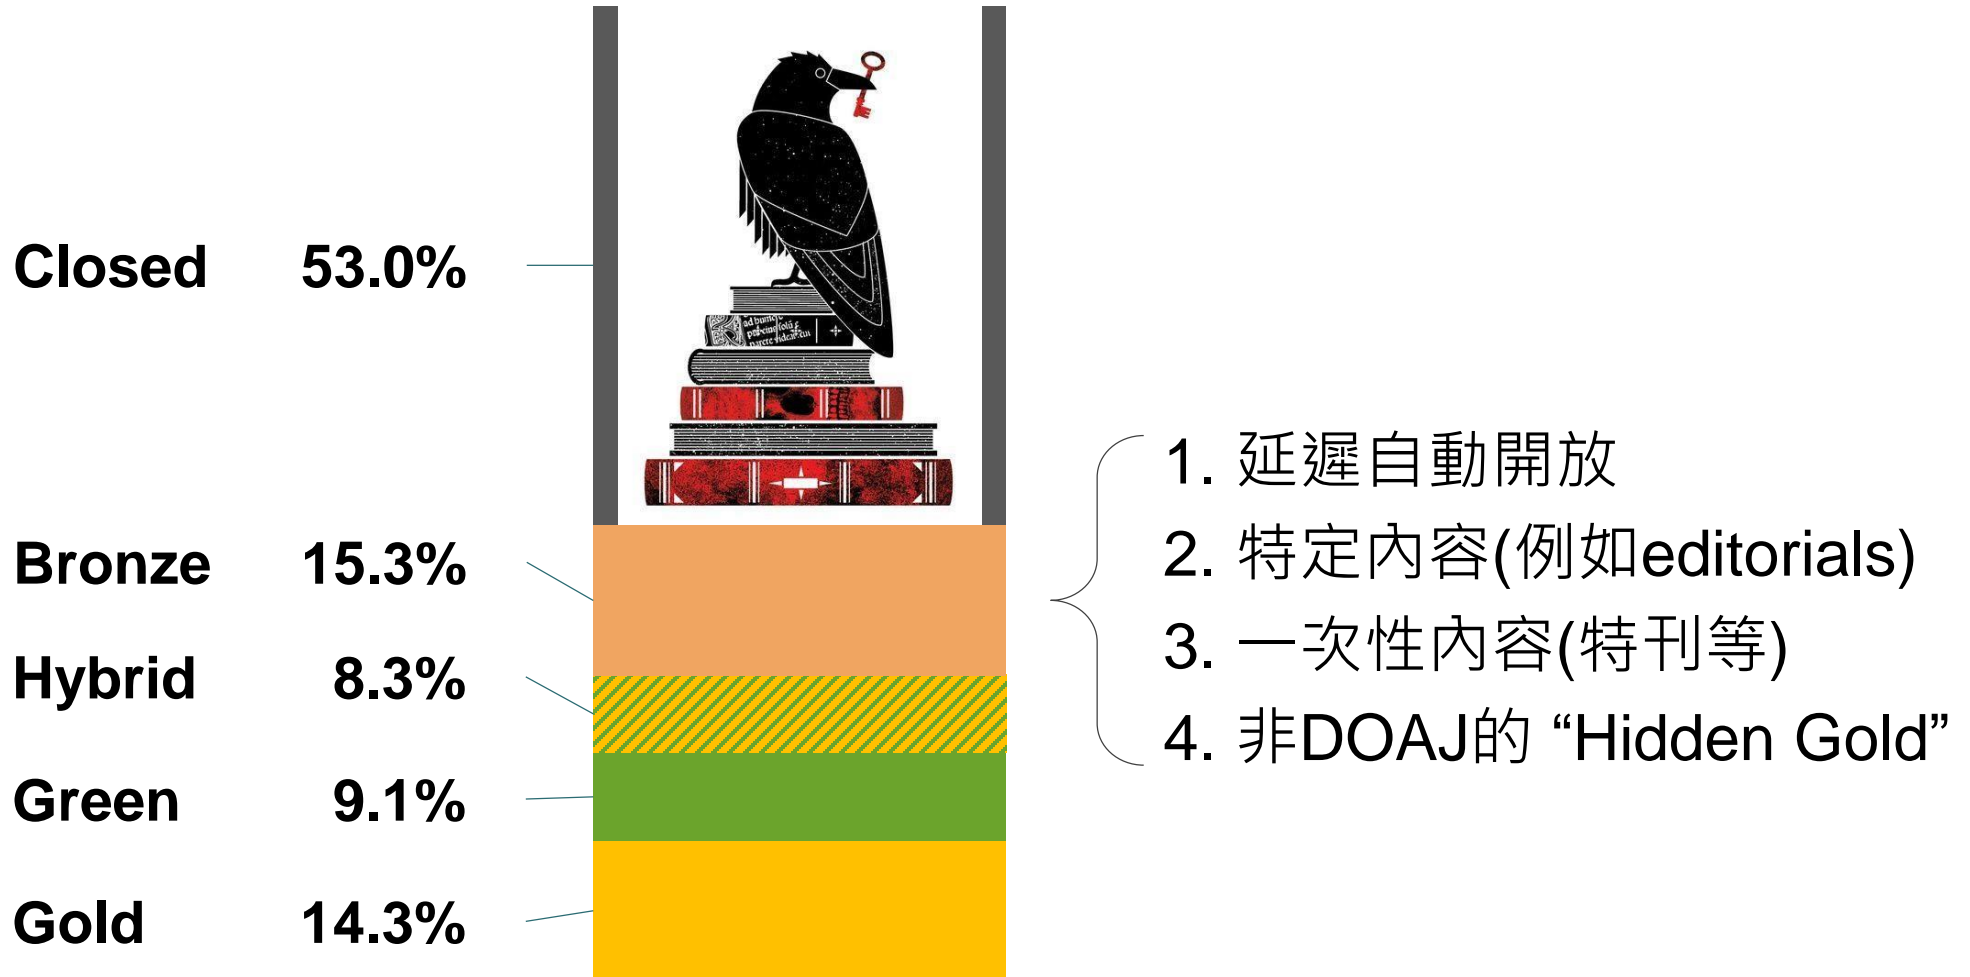 Closed 53.0%
Bronze 15.3%
Hybrid 8.3%
Green 9.1%
Gold 14.3%
1. 延遲自動開放
2. 特定內容(例如editorials)
3. 一次性內容(特刊等)
4. 非DOAJ的 “Hidden Gold”